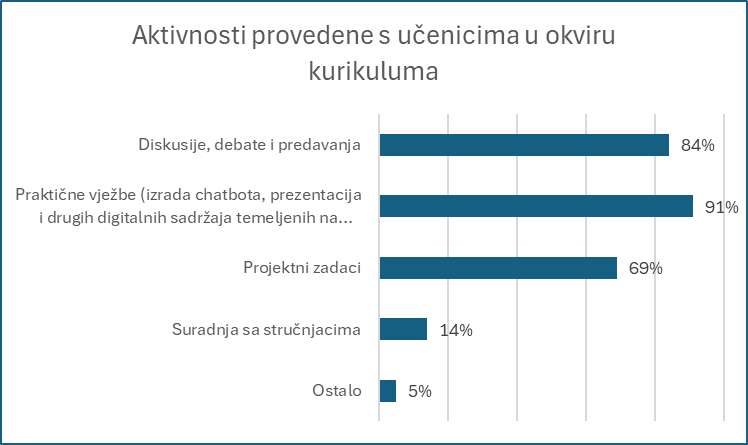 Aktivnosti provedene s učenicima u okviru
kurikuluma
Diskusije, debate i predavanja
84%
Praktične vježbe (izrada chatbota, prezentacija
i drugih digitalnih sadržaja temeljenih na...
91%
Projektni zadaci
69%
Suradnja sa stručnjacima
14%
Ostalo
5%